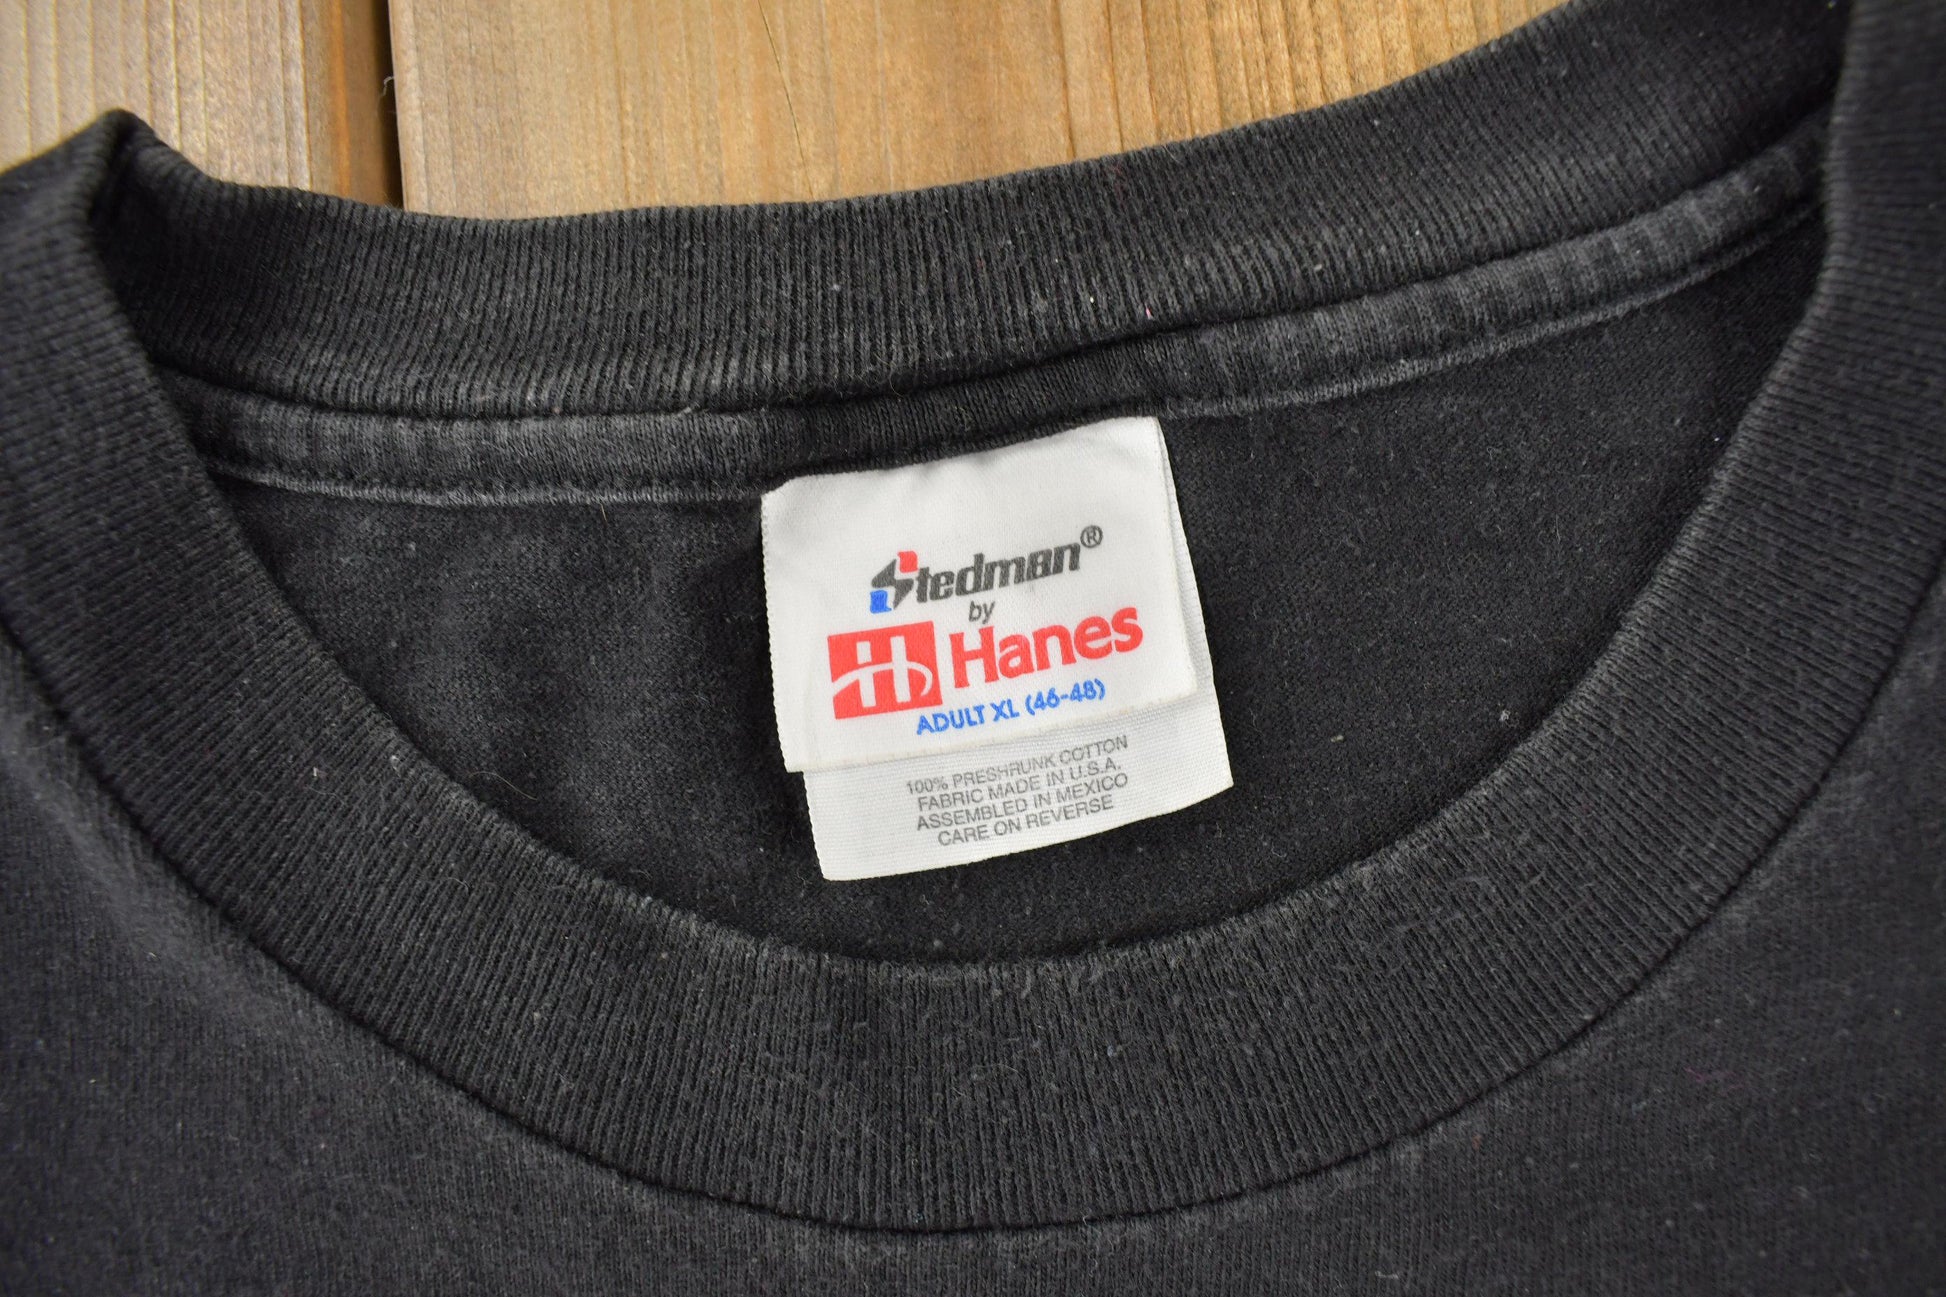 Stedman®
by
Hanes
ADULT XL (46-48)
100% PRESHRUNK COTTON
FABRIC MADE IN U.S.A.
ASSEMBLED IN MEXICO
CARE ON REVERSE